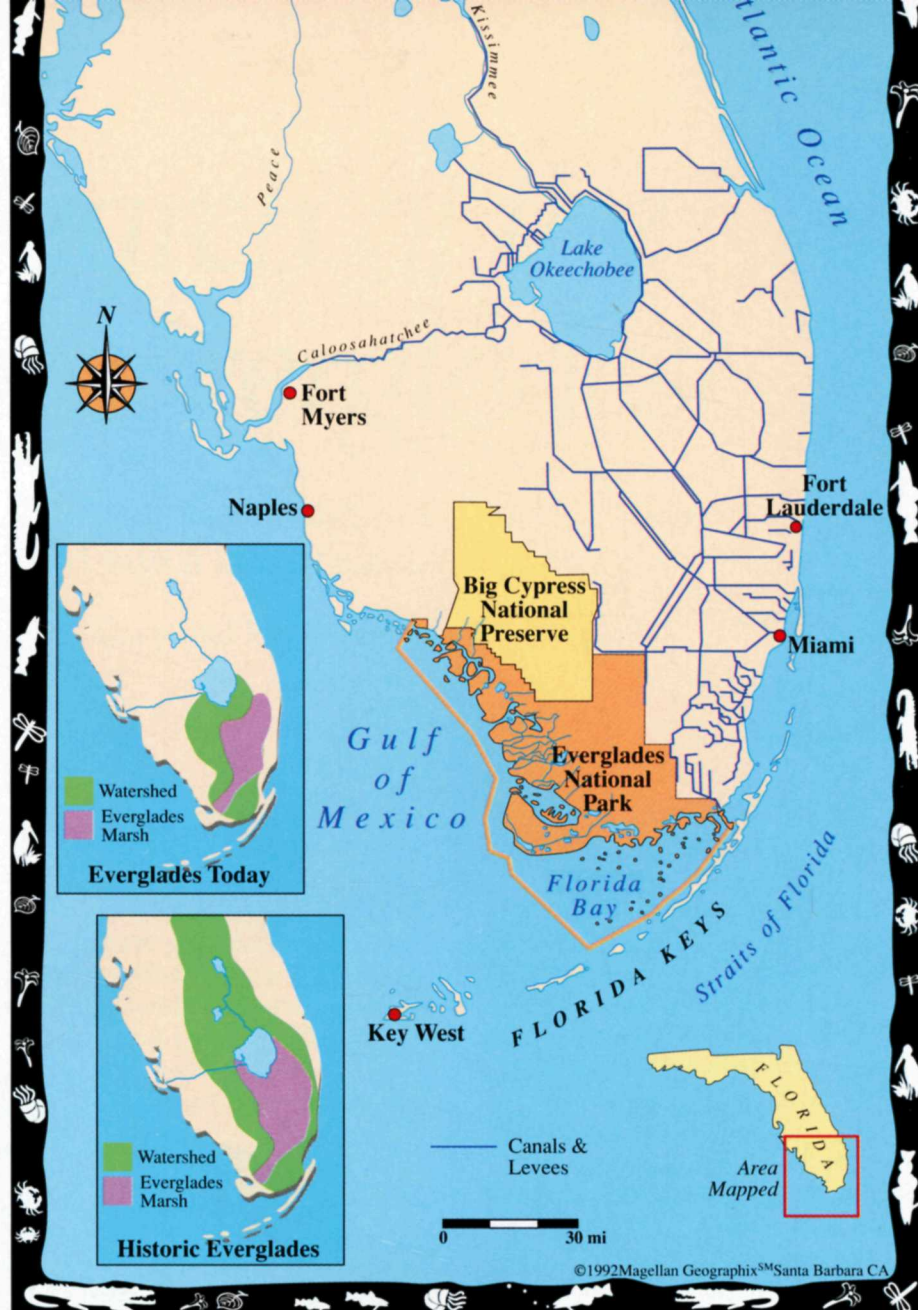 Kissimmee
tlantic Ocean
Peace
Lake
Okeechobee
N
Caloosahatchee
Fort
Myers
Naples
Fort
Lauderdale
Big Cypress
National
Preserve
Miami
Gulf
of
Mexico
Everglades
National
Park
Florida
Bay
FLORIDA KEYS
Straits of Florida
Key West
Watershed
Everglades
Marsh
Everglades Today
Watershed
Everglades
Marsh
Historic Everglades
Canals &
Levees
0 30 mi
FLORIDA
Area
Mapped
©1992Magellan Geographix℠Santa Barbara CA